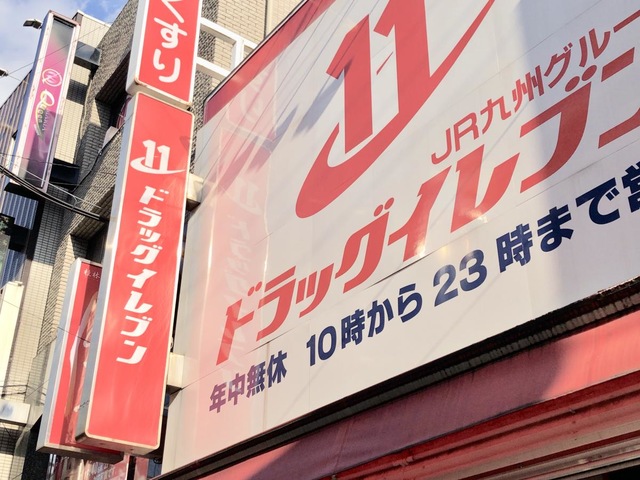 くすり
11
ドラッグイレブン
11
JR九州グルー
ドラッグイレブン
年中無休 10時から23時まで営